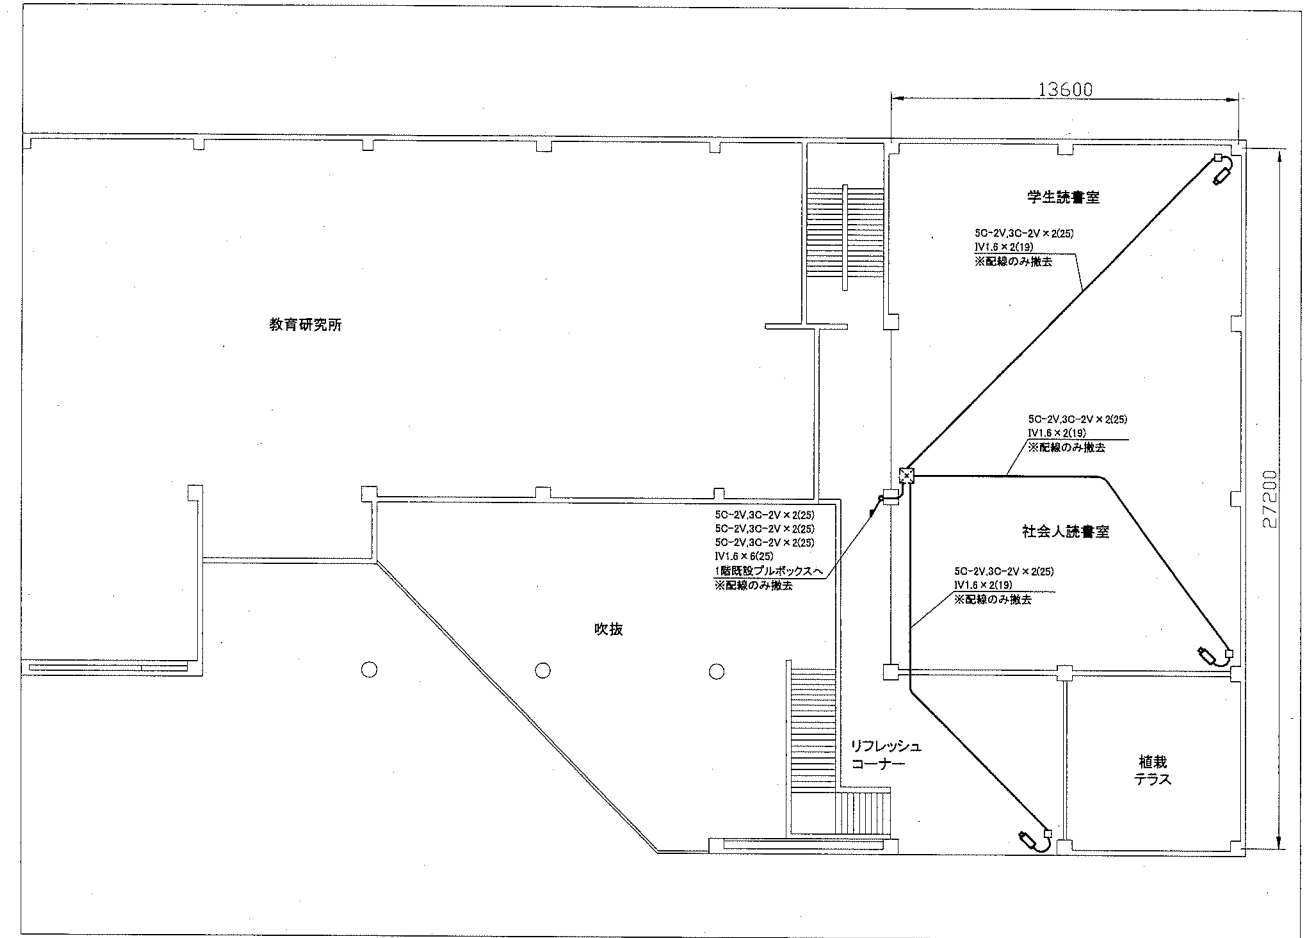 13600
学生読書室
5C-2V,3C-2V×2(25)
IV1.6×2(19)
※配線のみ撤去
教育研究所
5C-2V,3C-2V×2(25)
IV1.6×2(19)
※配線のみ撤去
27200
5C-2V,3C-2V×2(25)
5C-2V,3C-2V×2(25)
5C-2V,3C-2V×2(25)
IV1.6×6(25)
1階既設プルボックスへ
※配線のみ撤去
社会人読書室
5C-2V,3C-2V×2(25)
IV1.6×2(19)
※配線のみ撤去
吹抜
リフレッシュ
コーナー
植栽
テラス